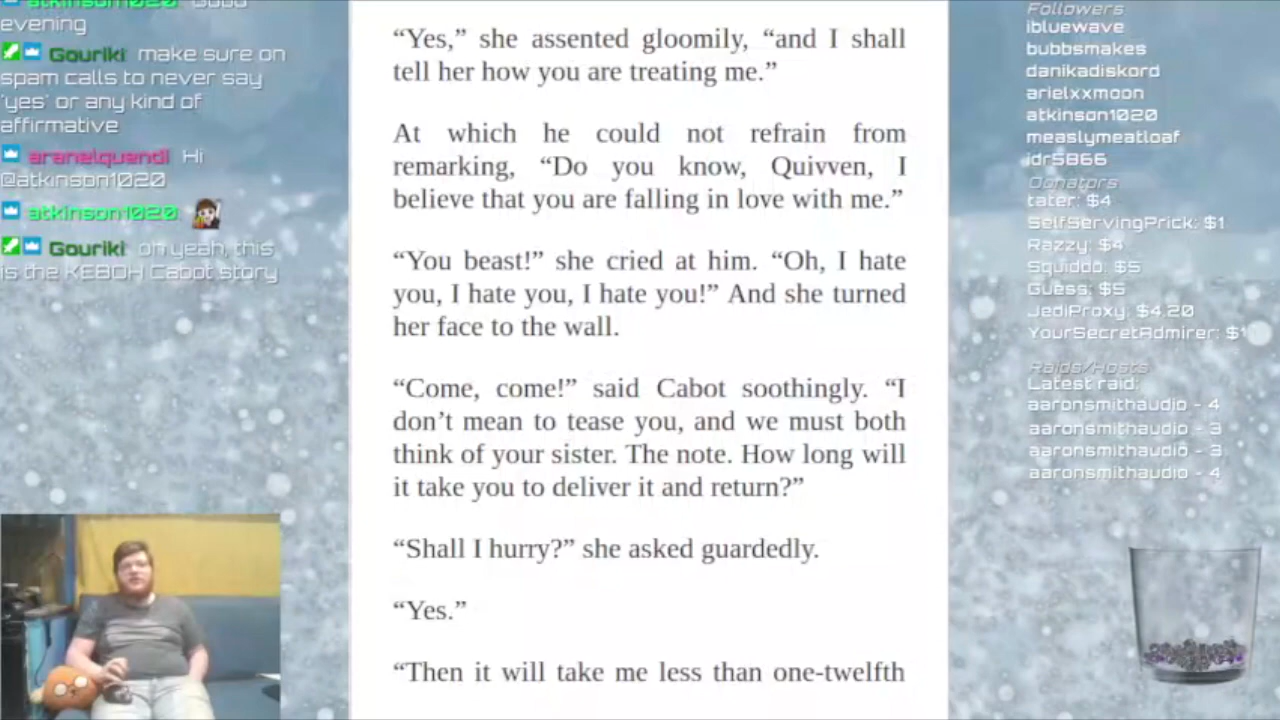 atkinson1020: Good
evening
Gouriki: make sure on
spam calls to never say
'yes' or any kind of
affirmative
aranelquendi: Hi
@atkinson1020
atkinson1020:
Gouriki: oh yeah, this
is the KEBOH Cabot story
“Yes,” she assented gloomily, “and I shall
tell her how you are treating me.”
At which he could not refrain from
remarking, “Do you know, Quivven, I
believe that you are falling in love with me.”
“You beast!” she cried at him. “Oh, I hate
you, I hate you, I hate you!” And she turned
her face to the wall.
“Come, come!” said Cabot soothingly. “I
don’t mean to tease you, and we must both
think of your sister. The note. How long will
it take you to deliver it and return?”
“Shall I hurry?” she asked guardedly.
“Yes.”
“Then it will take me less than one-twelfth
Followers
ibluewave
bubbsmakes
danikadiskord
arielxxmoon
atkinson1020
measlymeatloaf
idr5866
Donators
tater: $4
SelfServingPrick: $1
Razzy: $4
Squiddo: $5
Guess: $5
JediProxy: $4.20
YourSecretAdmirer: $1
Raids/Hosts
Latest raid:
aaronsmithaudio - 4
aaronsmithaudio - 3
aaronsmithaudio - 3
aaronsmithaudio - 4